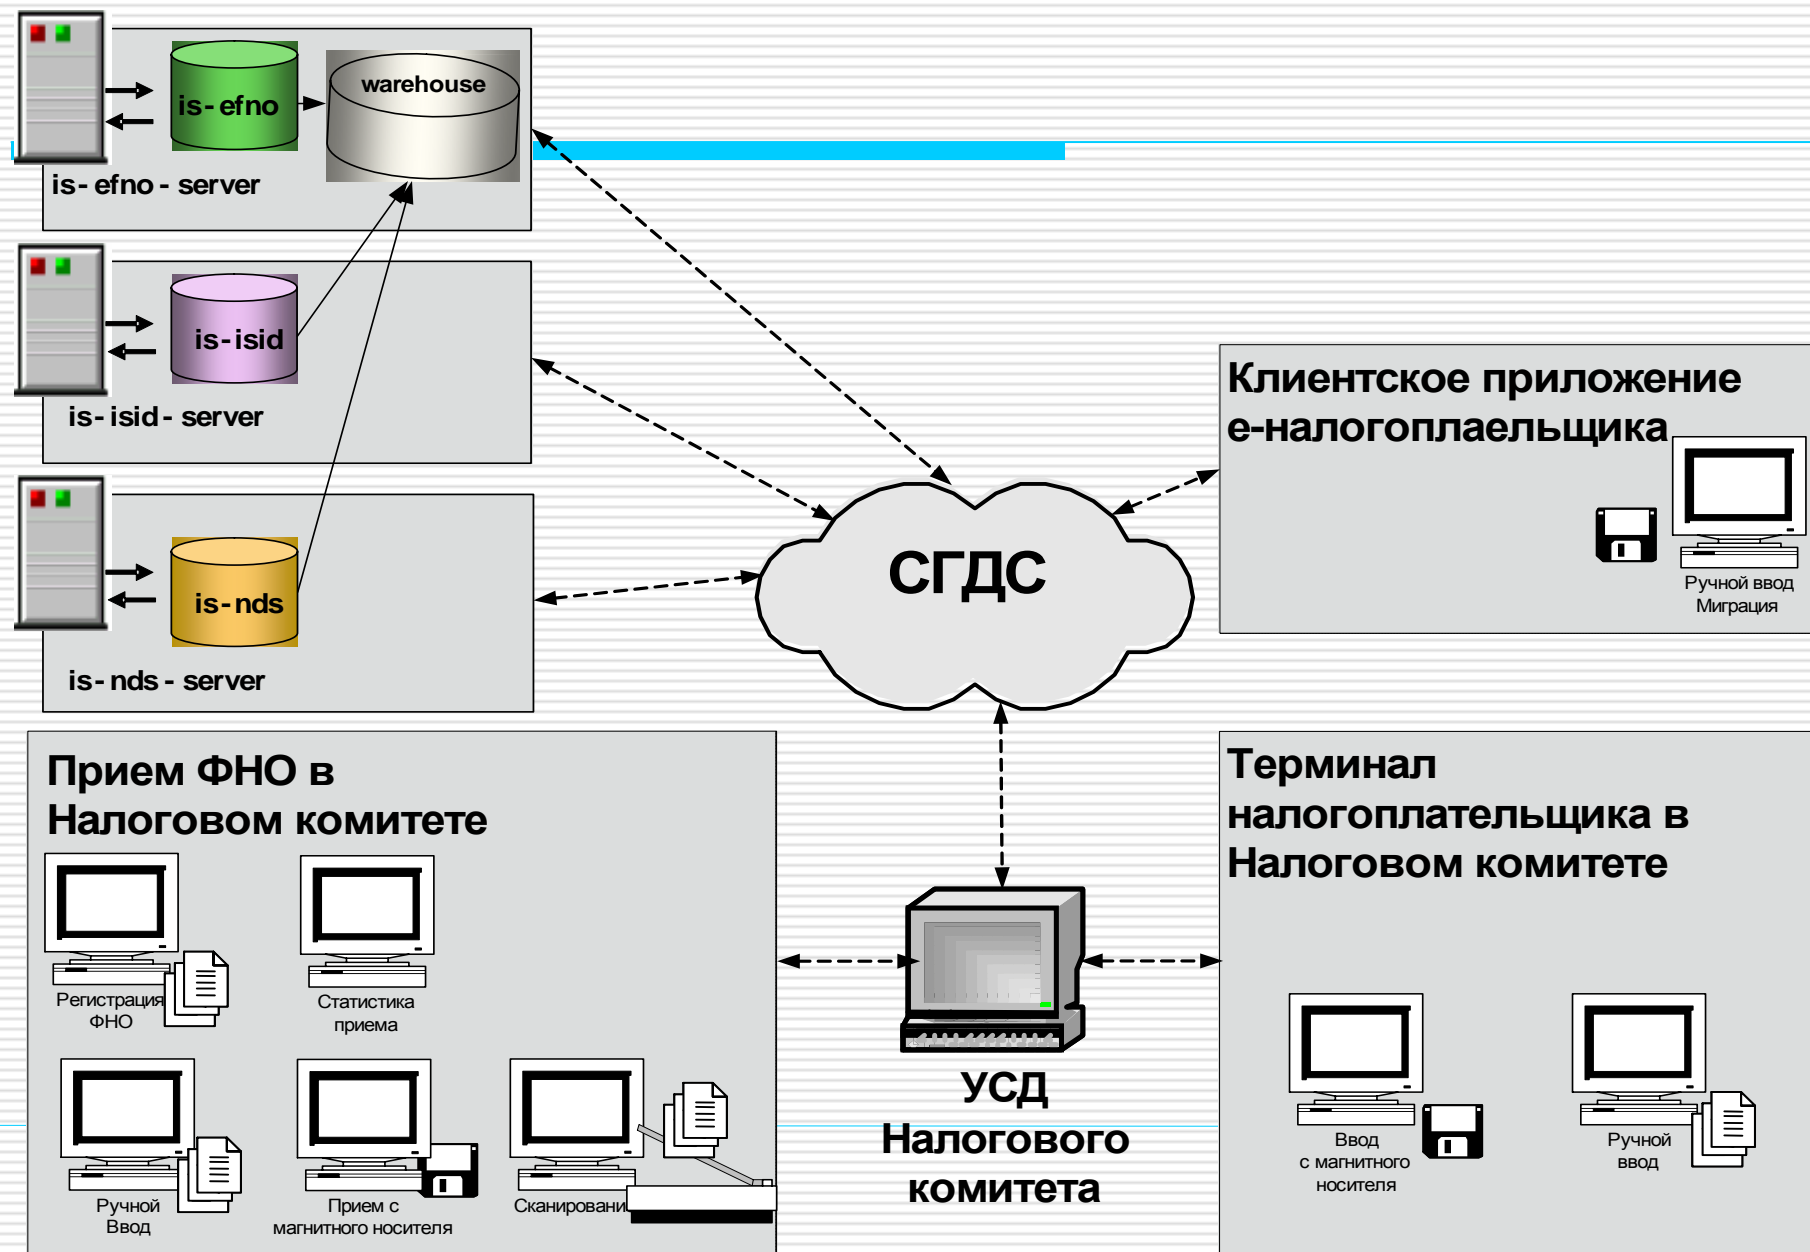 is-efno
warehouse
is-efno - server
is-isid
is-isid - server
is-nds
is-nds - server
СГДС
Клиентское приложение
е-налогоплаельщика
Ручной ввод
Миграция
Прием ФНО в
Налоговом комитете
Регистрация
ФНО
Статистика
приема
Ручной
Ввод
Прием с
магнитного носителя
Сканировани
УСД
Налогового
комитета
Терминал
налогоплательщика в
Налоговом комитете
Ввод
с магнитного
носителя
Ручной
ввод